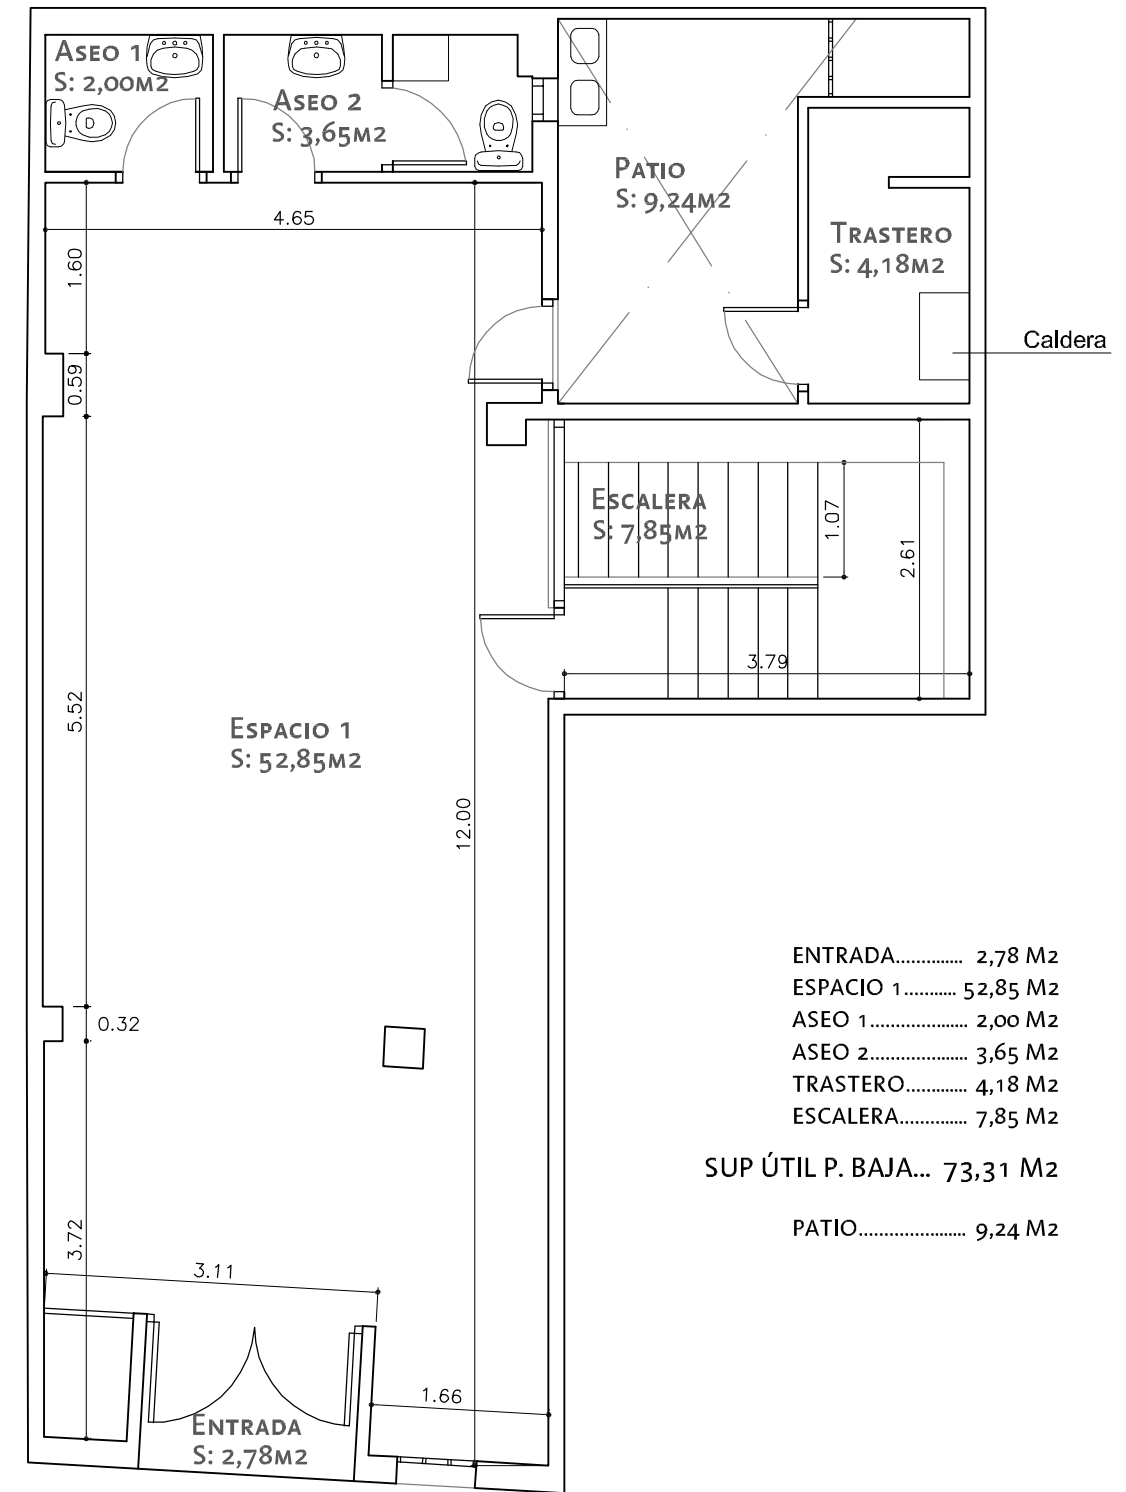 Aseo 1
S: 2,00m2
Aseo 2
S: 3,65m2
Patio
S: 9,24m2
Trastero
S: 4,18m2
4.65
1.60
Caldera
0.59
Escalera
S: 7,85m2
1.07
2.61
3.79
5.52
Espacio 1
S: 52,85m2
12.00
ENTRADA.............. 2,78 M2
ESPACIO 1........... 52,85 M2
ASEO 1..................... 2,00 M2
0.32
ASEO 2..................... 3,65 M2
TRASTERO............. 4,18 M2
ESCALERA.............. 7,85 M2
SUP ÚTIL P. BAJA... 73,31 M2
3.72
PATIO...................... 9,24 M2
3.11
1.66
Entrada
S: 2,78m2